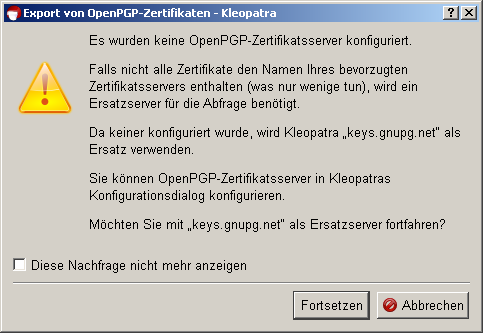 Export von OpenPGP-Zertifikaten - Kleopatra
Es wurden keine OpenPGP-Zertifikatsserver konfiguriert.
Falls nicht alle Zertifikate den Namen Ihres bevorzugten
Zertifikatsservers enthalten (was nur wenige tun), wird ein
Ersatzserver für die Abfrage benötigt.
Da keiner konfiguriert wurde, wird Kleopatra „keys.gnupg.net" als
Ersatz verwenden.
Sie können OpenPGP-Zertifikatsserver in Kleopatras
Konfigurationsdialog konfigurieren.
Möchten Sie mit „keys.gnupg.net" als Ersatzserver fortfahren?
Diese Nachfrage nicht mehr anzeigen
Fortsetzen Abbrechen